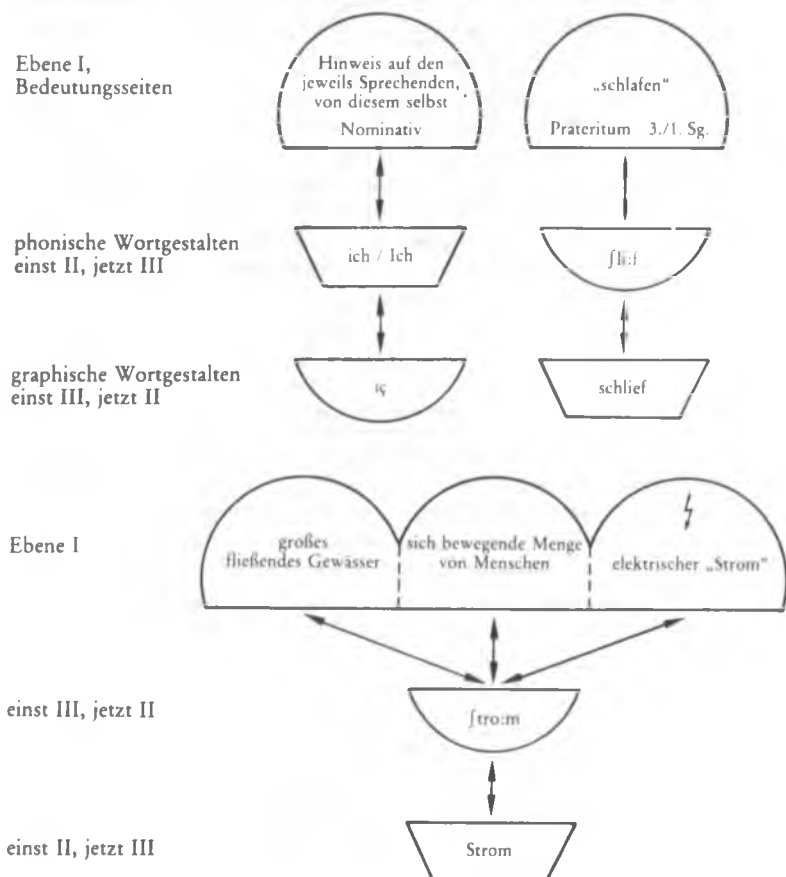 Ebene I,
Bedeutungsseiten
Hinweis auf den
jeweils Sprechenden,
von diesem selbst
Nominativ
„schlafen“
Prateritum 3./1. Sg.
phonische Wortgestalten
einst II, jetzt III
ich / Ich
ʃli:f
graphische Wortgestalten
einst III, jetzt II
ıç
schlief
Ebene I
großes
fließendes Gewässer
sich bewegende Menge
von Menschen
elektrischer „Strom“
einst III, jetzt II
ʃtro:m
einst II, jetzt III
Strom